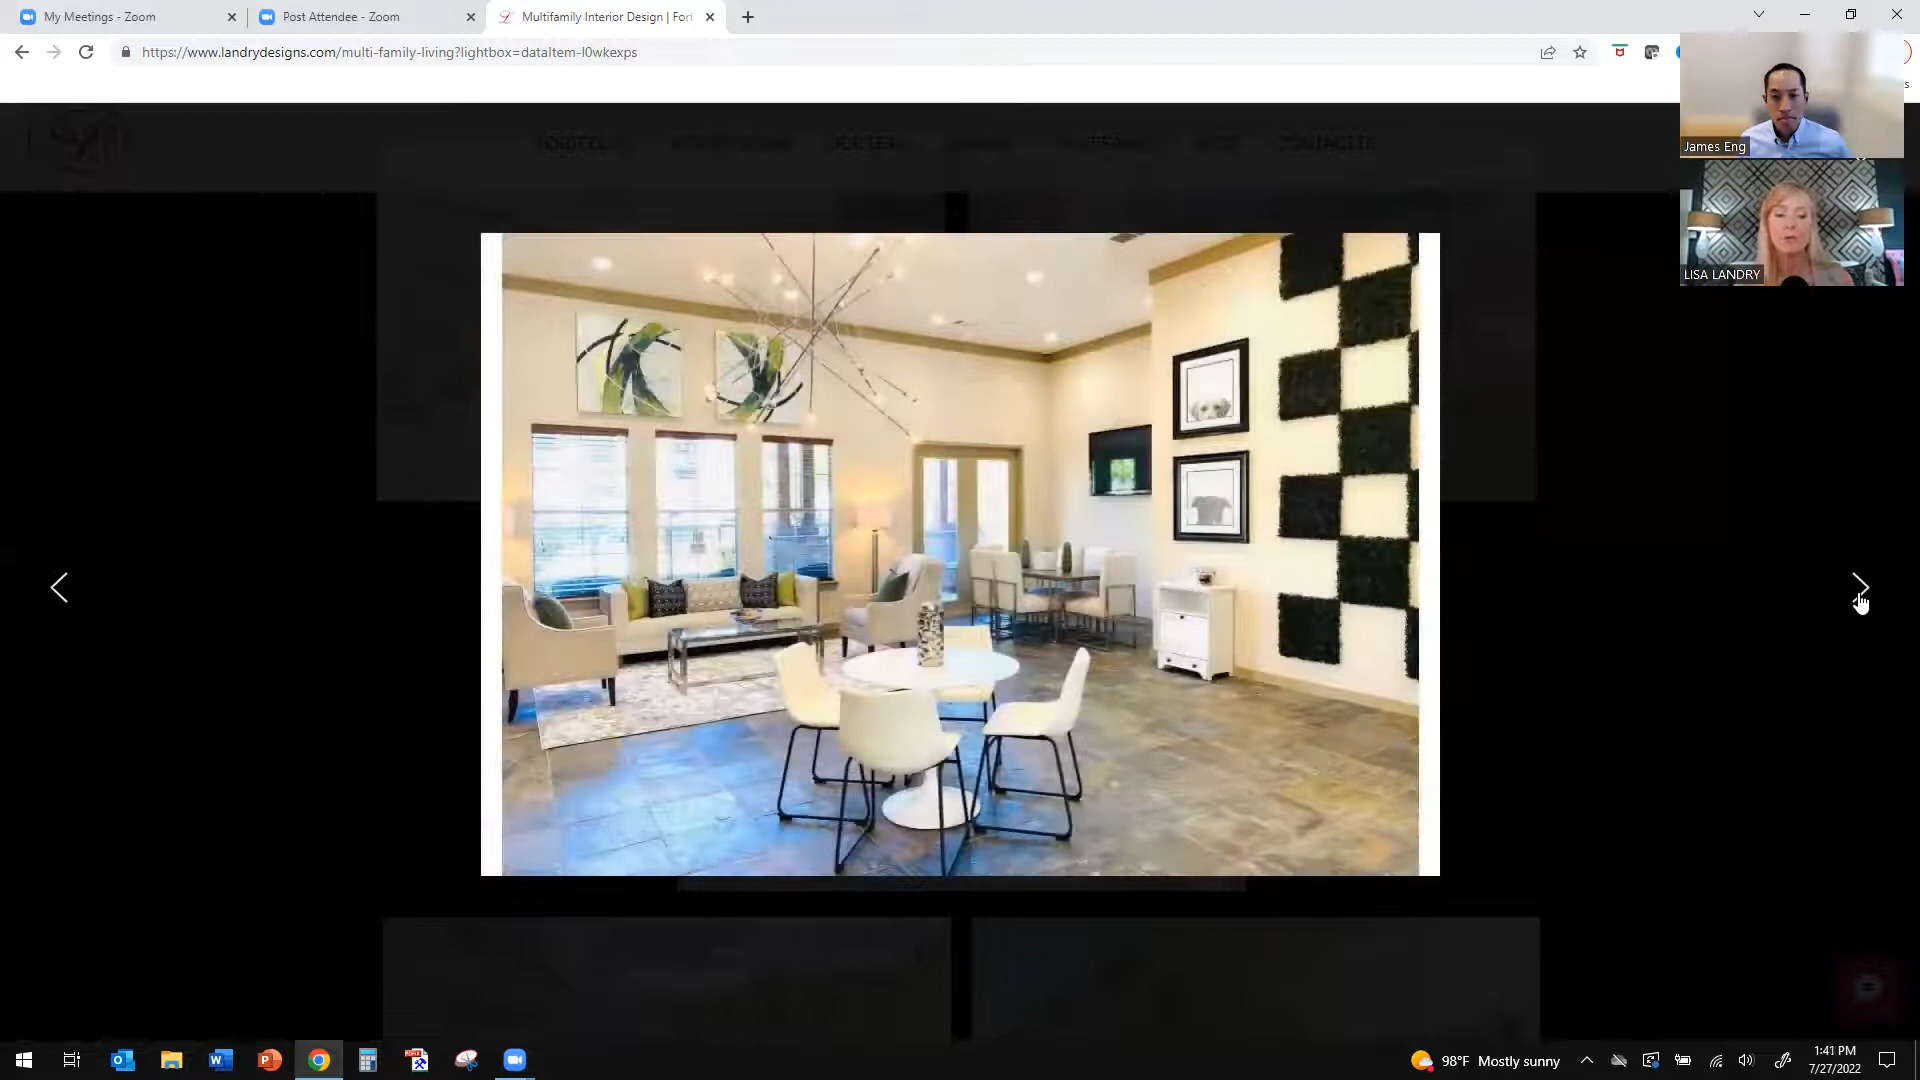 My Meetings - Zoom
Post Attendee - Zoom
Multifamily Interior Design | Fort
https://www.landrydesigns.com/multi-family-living?lightbox=dataItem-l0wkexps
James Eng
LISA LANDRY
98°F Mostly sunny
1:41 PM
7/27/2022